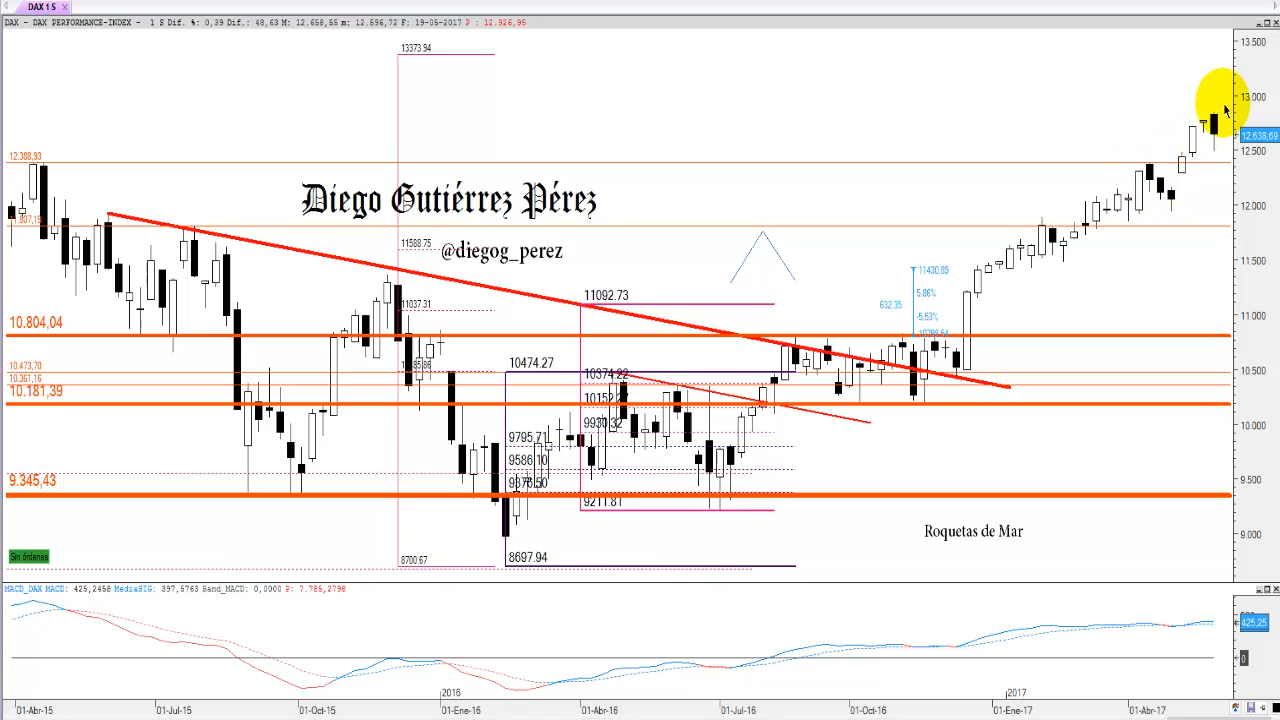 DAX 1 S
DAX - DAX PERFORMANCE-INDEX - 1 S Dif. %: 0,39 Dif.: 48,63 M: 12.658,55 m: 12.596,72 F: 19-05-2017 P : 12.926,95
13373.94
13.500
13.000
12.638,69
12.500
12.388,93
Diego Gutiérrez Pérez
12.000
11.807,19
11588.75
@diegog_perez
11.500
11430.89
11092.73
5,86%
632.35
11037.31
11.000
-5,53%
10.804,04
10.473,70
10474.27
10374.22
10.500
10.361,16
10.181,39
10152
9930.32
10.000
9795.71
9586.10
9.345,43
9.500
9211.81
Roquetas de Mar
9.000
Sin órdenes
8700.67
8697.94
MACD_DAX MACD: 425,2458 MediaSIG: 397,5763 Band_MACD: 0,0000 P: 7.785,2798
425,25
0
2016
2017
01-Abr-15
01-Jul-15
01-Oct-15
01-Ene-16
01-Abr-16
01-Jul-16
01-Oct-16
01-Ene-17
01-Abr-17